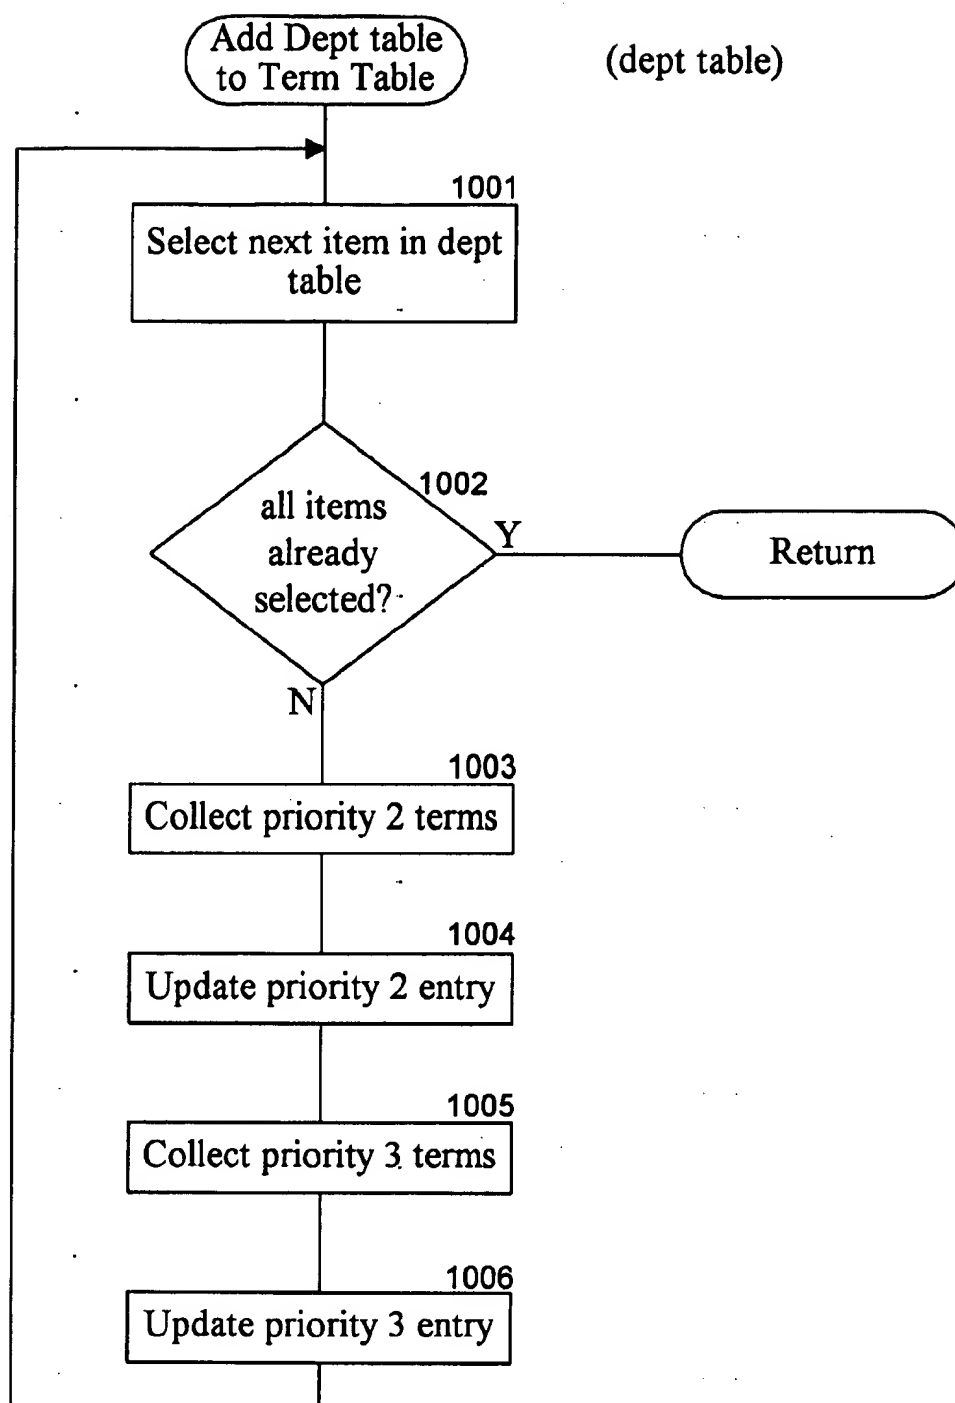 Add Dept table
to Term Table
(dept table)
1001
Select next item in dept
table
1002
all items
already
selected?
Y
Return
N
1003
Collect priority 2 terms
1004
Update priority 2 entry
1005
Collect priority 3 terms
1006
Update priority 3 entry